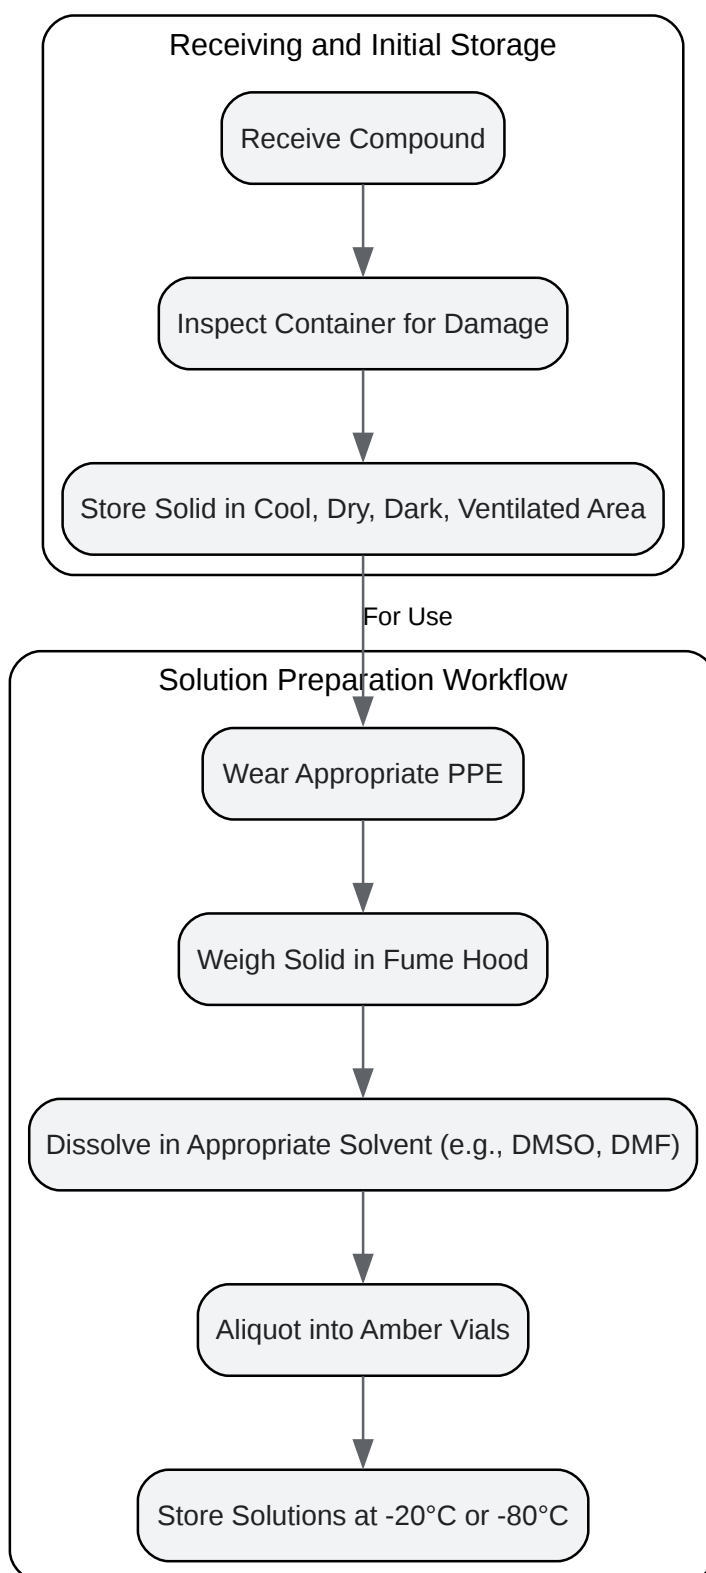 Receiving and Initial Storage
Receive Compound
Inspect Container for Damage
Store Solid in Cool, Dry, Dark, Ventilated Area
For Use
Solution Preparation Workflow
Wear Appropriate PPE
Weigh Solid in Fume Hood
Dissolve in Appropriate Solvent (e.g., DMSO, DMF)
Aliquot into Amber Vials
Store Solutions at -20°C or -80°C